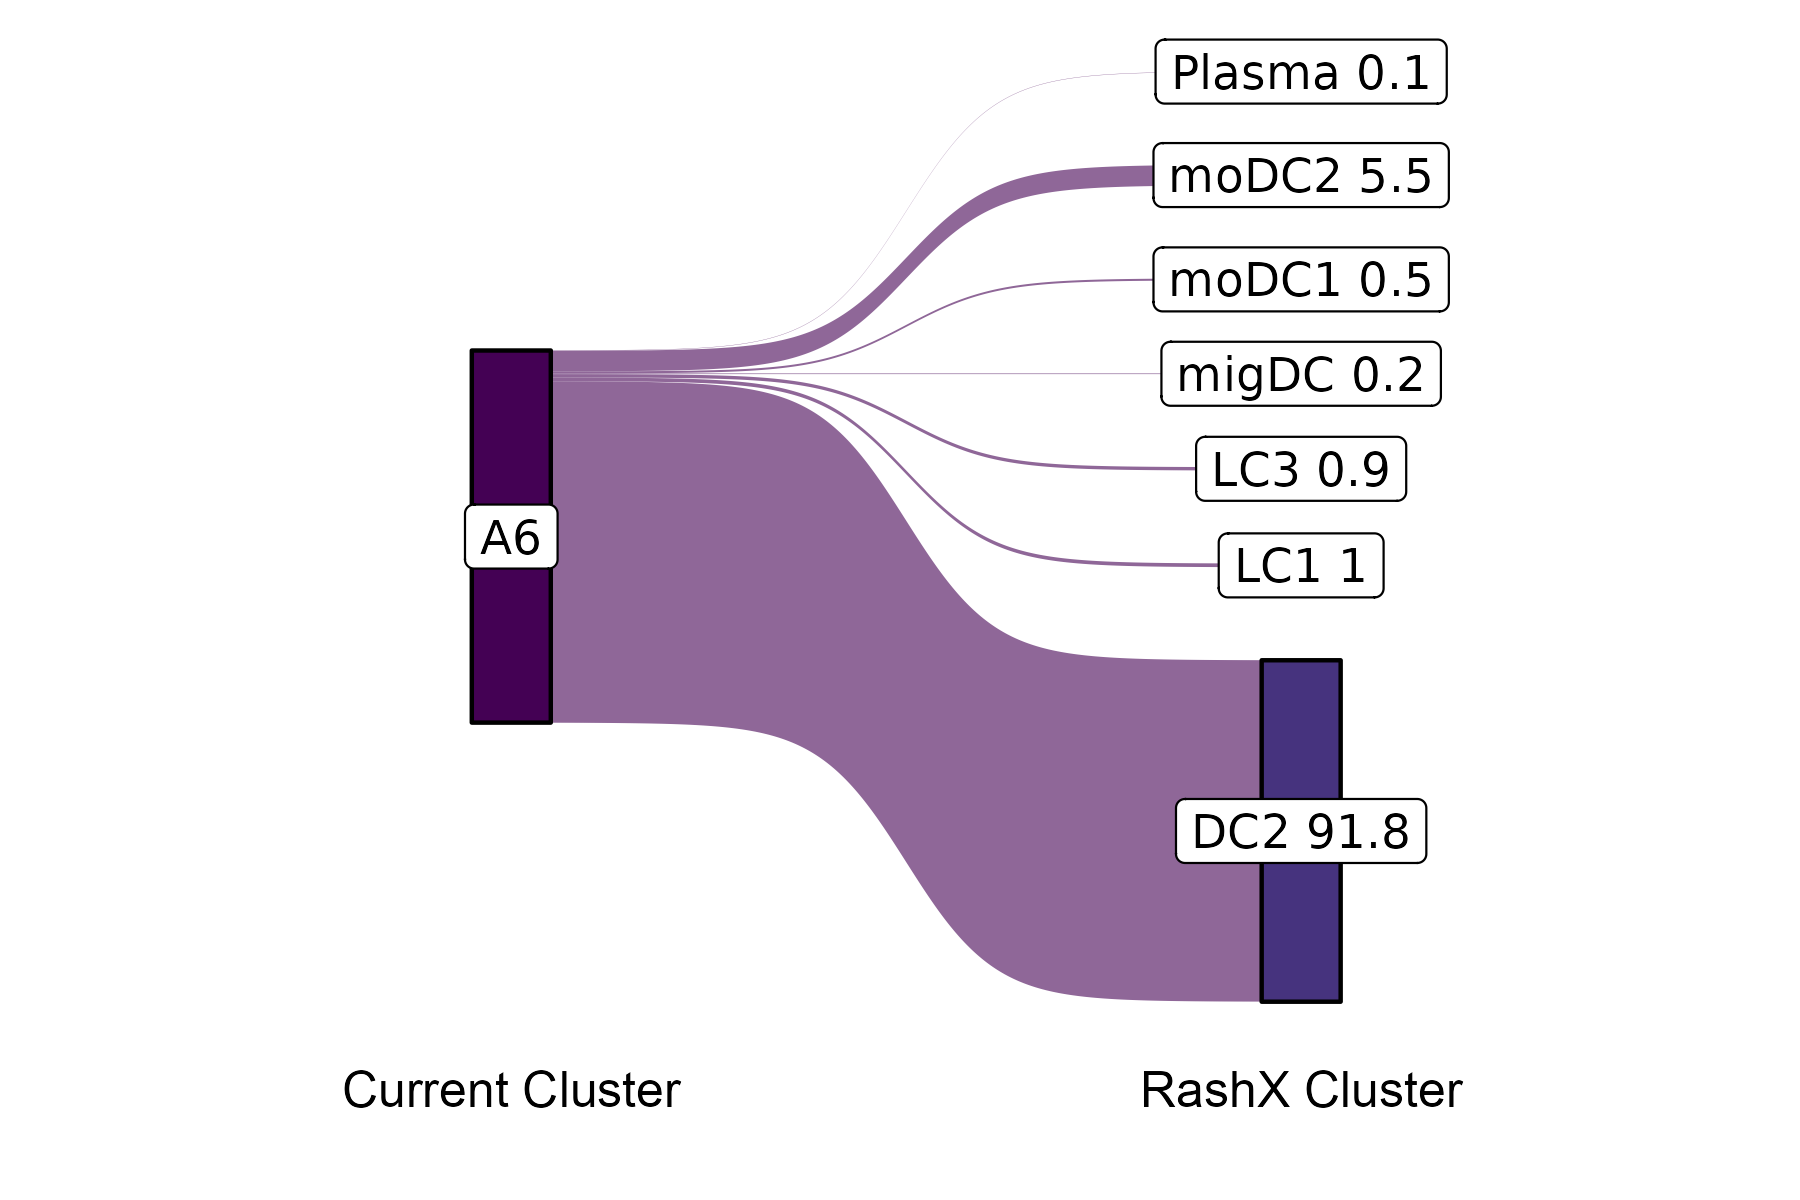 Plasma 0.1
moDC2 5.5
moDC1 0.5
migDC 0.2
LC3 0.9
A6
LC1 1
DC2 91.8
Current Cluster
RashX Cluster